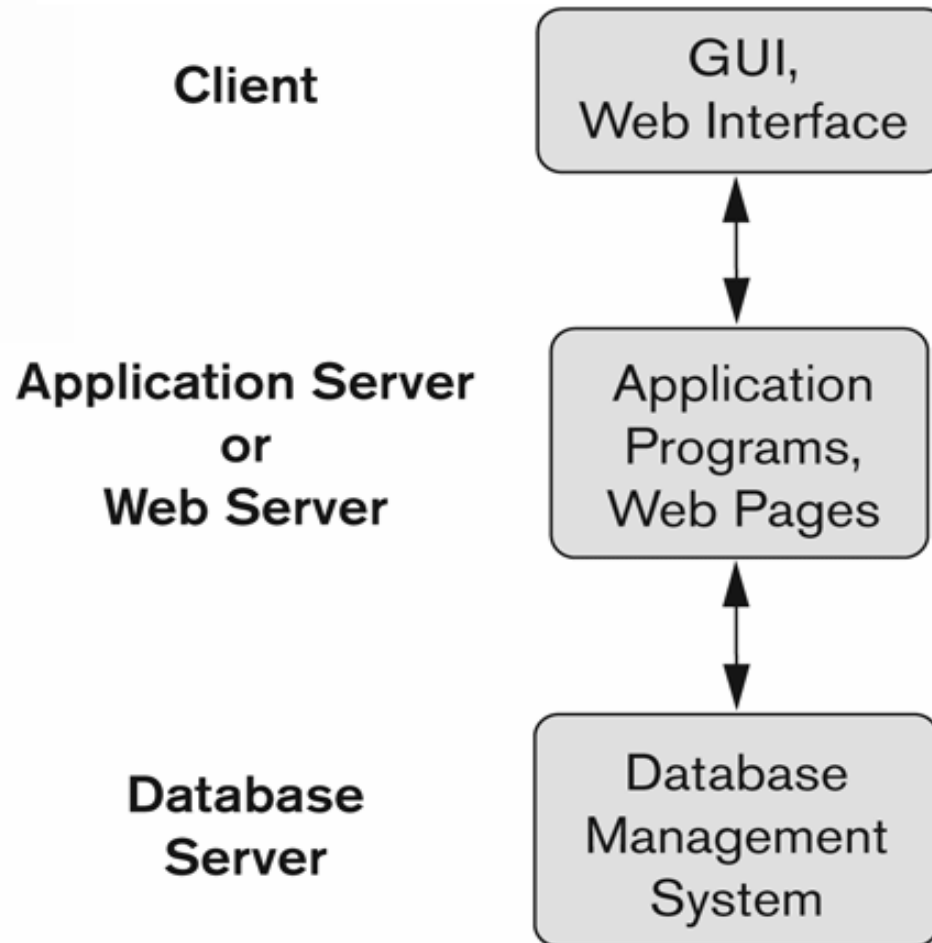 Client
GUI,
Web Interface
Application Server
or
Web Server
Application
Programs,
Web Pages
Database
Server
Database
Management
System